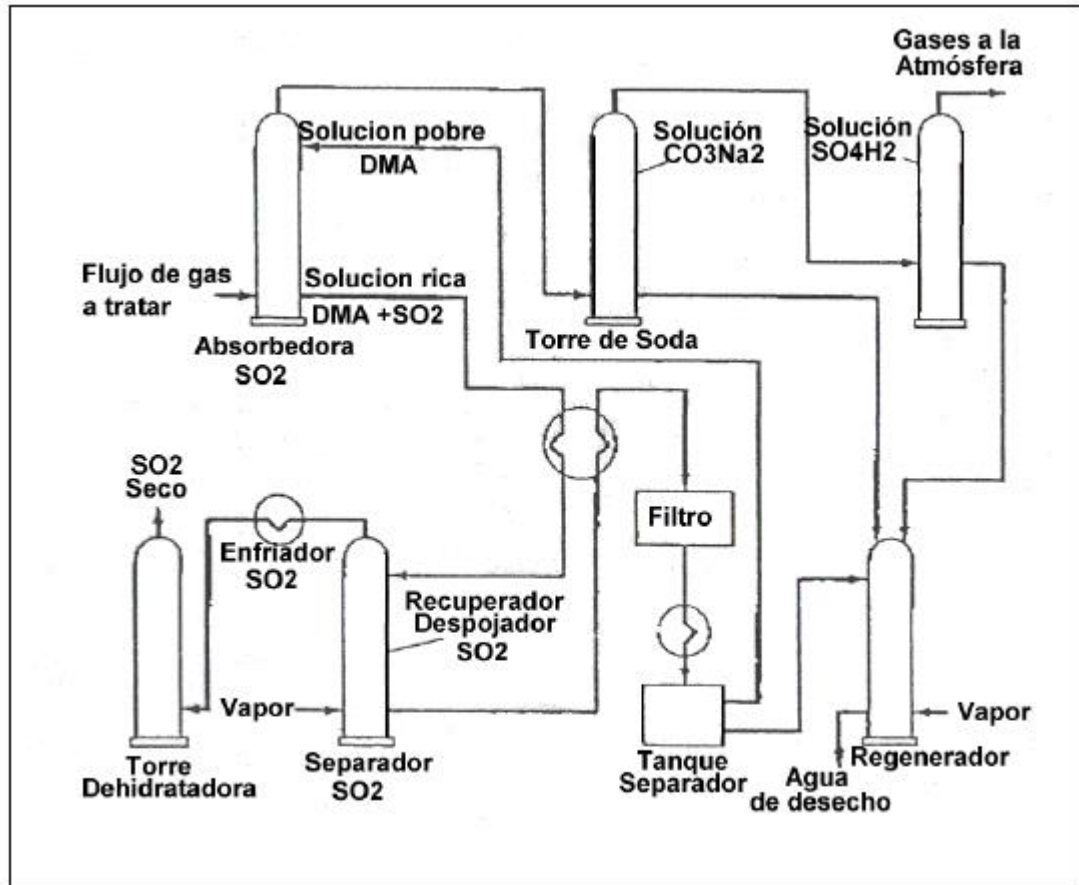 Gases a la
Atmósfera
Solucion pobre
DMA
Solución
CO3Na2
Solución
SO4H2
Flujo de gas
a tratar
Solucion rica
DMA +SO2
Absorbedora
SO2
Torre de Soda
SO2
Seco
Enfriador
SO2
Filtro
Recuperador
Despojador
SO2
Vapor
Vapor
Torre
Dehidratadora
Separador
SO2
Tanque
Separador
Agua
de desecho
Regenerador